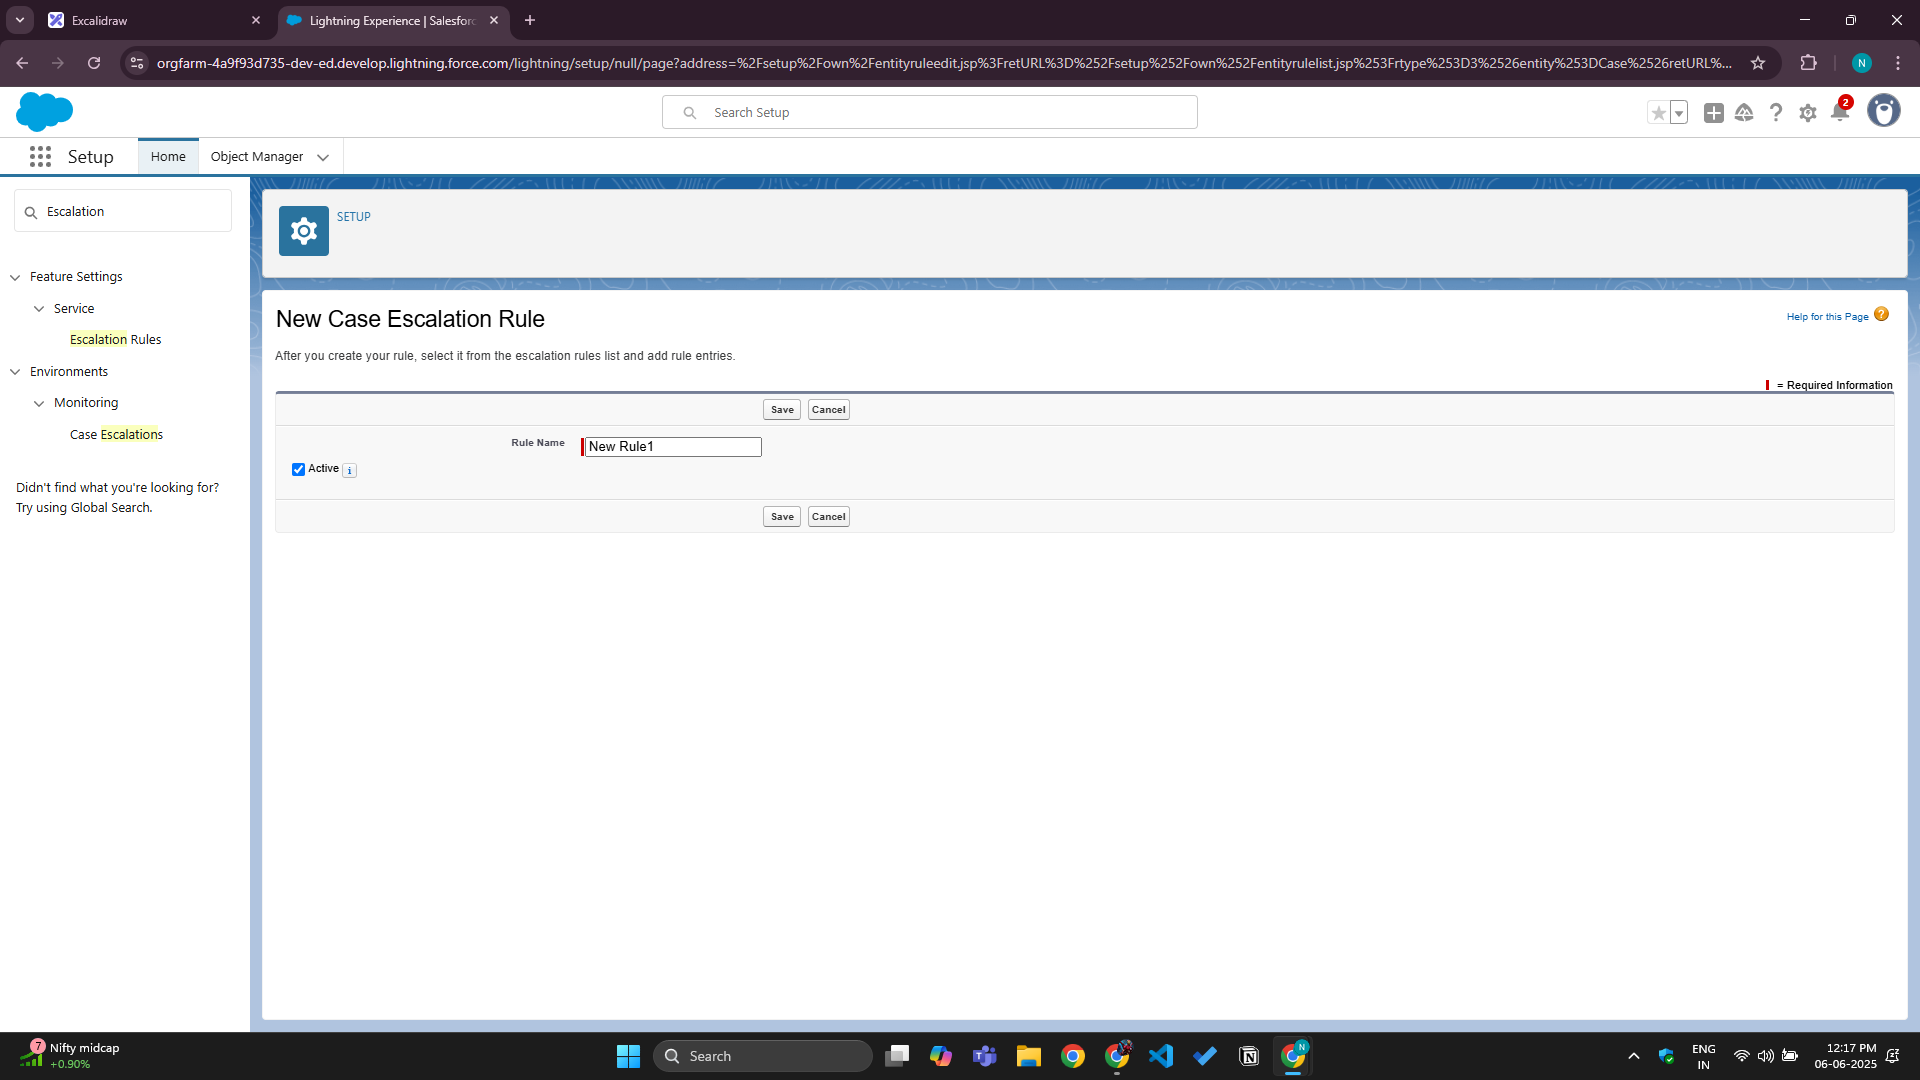 Excalidraw
Lightning Experience | Salesforc
orgfarm-4a9f93d735-dev-ed.develop.lightning.force.com/lightning/setup/null/page?address=%2Fsetup%2Fown%2Fentityruleedit.jsp%3FretURL%3D%252Fsetup%252Fown%252Fentityrulelist.jsp%253Frtype%253D3%2526entity%253DCase%2526retURL%...
N
Search Setup
2
Setup
Home
Object Manager
Escalation
SETUP
Feature Settings
Service
Escalation Rules
Environments
Monitoring
Case Escalations
Didn't find what you're looking for?
Try using Global Search.
New Case Escalation Rule
Help for this Page ?
After you create your rule, select it from the escalation rules list and add rule entries.
= Required Information
Save Cancel
Rule Name New Rule1
Active i
Save Cancel
7
Nifty midcap
+0.90%
Search
N
ENG
IN
12:17 PM
06-06-2025